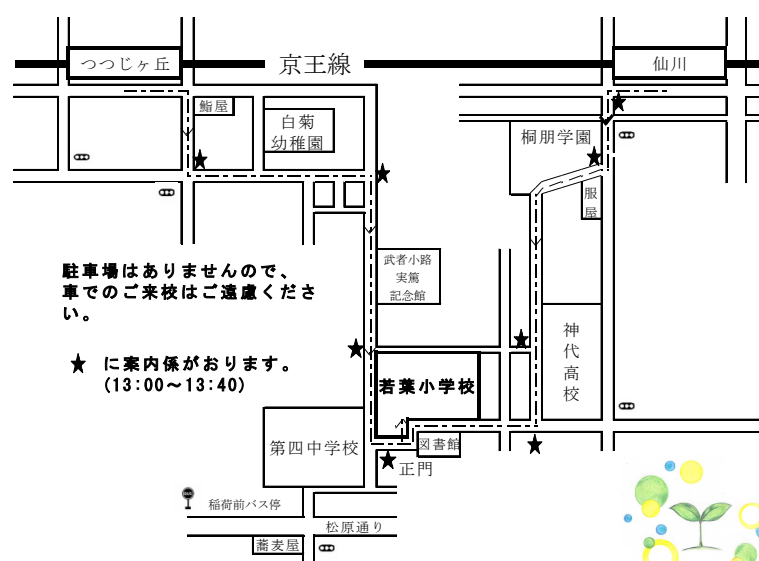 つつじヶ丘
京王線
仙川
鮨屋
白菊
幼稚園
桐朋学園
服
屋
武者小路
実篤
記念館
駐車場はありませんので、
車でのご来校はご遠慮くださ
い。
★ に案内係がおります。
(13:00～13:40)
神
代
高
校
若葉小学校
第四中学校
図書館
正門
稲荷前バス停
松原通り
蕎麦屋